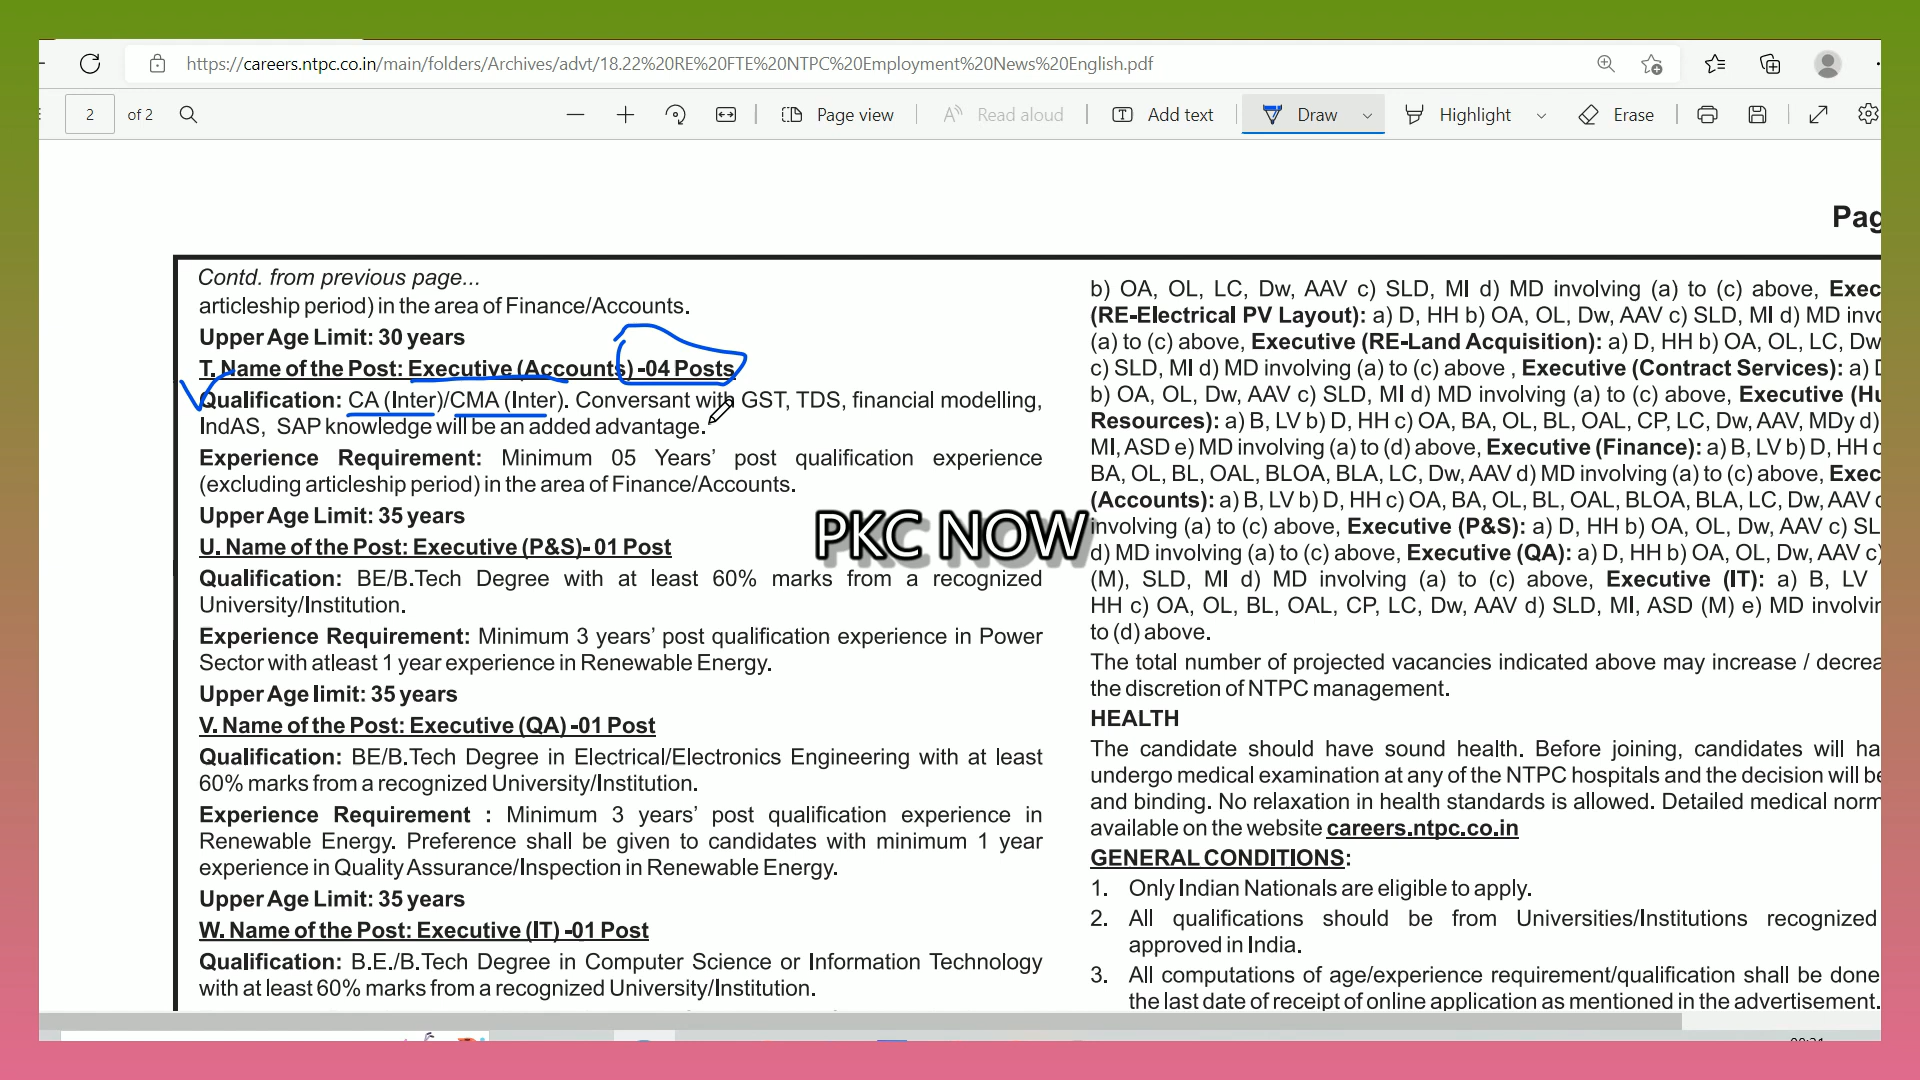 https://careers.ntpc.co.in/main/folders/Archives/advt/18.22%20RE%20FTE%20NTPC%20Employment%20News%20English.pdf
2 of 2 Page view Read aloud Add text Draw Highlight Erase
Contd. from previous page...
articleship period) in the area of Finance/Accounts.
Upper Age Limit: 30 years
T. Name of the Post: Executive (Accounts) -04 Posts
Qualification: CA (Inter)/CMA (Inter). Conversant with GST, TDS, financial modelling,
IndAS, SAP knowledge will be an added advantage.
Experience Requirement: Minimum 05 Years’ post qualification experience
(excluding articleship period) in the area of Finance/Accounts.
Upper Age Limit: 35 years
U. Name of the Post: Executive (P&S)- 01 Post
Qualification: BE/B.Tech Degree with at least 60% marks from a recognized
University/Institution.
Experience Requirement: Minimum 3 years’ post qualification experience in Power
Sector with atleast 1 year experience in Renewable Energy.
Upper Age limit: 35 years
V. Name of the Post: Executive (QA) -01 Post
Qualification: BE/B.Tech Degree in Electrical/Electronics Engineering with at least
60% marks from a recognized University/Institution.
Experience Requirement : Minimum 3 years’ post qualification experience in
Renewable Energy. Preference shall be given to candidates with minimum 1 year
experience in Quality Assurance/Inspection in Renewable Energy.
Upper Age Limit: 35 years
W. Name of the Post: Executive (IT) -01 Post
Qualification: B.E./B.Tech Degree in Computer Science or Information Technology
with at least 60% marks from a recognized University/Institution.
PKC NOW
Pag
b) OA, OL, LC, Dw, AAV c) SLD, MI d) MD involving (a) to (c) above, Exec
(RE-Electrical PV Layout): a) D, HH b) OA, OL, Dw, AAV c) SLD, MI d) MD invo
(a) to (c) above, Executive (RE-Land Acquisition): a) D, HH b) OA, OL, LC, Dw
c) SLD, MI d) MD involving (a) to (c) above , Executive (Contract Services): a)
b) OA, OL, LC, Dw, AAV c) SLD, MI d) MD involving (a) to (c) above, Executive (Hu
Resources): a) B, LV b) D, HH c) OA, BA, OL, BL, OAL, CP, LC, Dw, AAV, MDy d)
MI, ASD e) MD involving (a) to (d) above, Executive (Finance): a) B, LV b) D, HH c
BA, OL, BL, OAL, BLOA, BLA, LC, Dw, AAV d) MD involving (a) to (c) above, Exec
(Accounts): a) B, LV b) D, HH c) OA, BA, OL, BL, OAL, BLOA, BLA, LC, Dw, AAV
involving (a) to (c) above, Executive (P&S): a) D, HH b) OA, OL, Dw, AAV c) SL
d) MD involving (a) to (c) above, Executive (QA): a) D, HH b) OA, OL, Dw, AAV c)
(M), SLD, MI d) MD involving (a) to (c) above, Executive (IT): a) B, LV
HH c) OA, OL, BL, OAL, CP, LC, Dw, AAV d) SLD, MI, ASD (M) e) MD involvin
to (d) above.
The total number of projected vacancies indicated above may increase / decrea
the discretion of NTPC management.
HEALTH
The candidate should have sound health. Before joining, candidates will ha
undergo medical examination at any of the NTPC hospitals and the decision will be
and binding. No relaxation in health standards is allowed. Detailed medical norm
available on the website careers.ntpc.co.in
GENERAL CONDITIONS:
1. Only Indian Nationals are eligible to apply.
2. All qualifications should be from Universities/Institutions recognized
approved in India.
3. All computations of age/experience requirement/qualification shall be done
the last date of receipt of online application as mentioned in the advertisement.